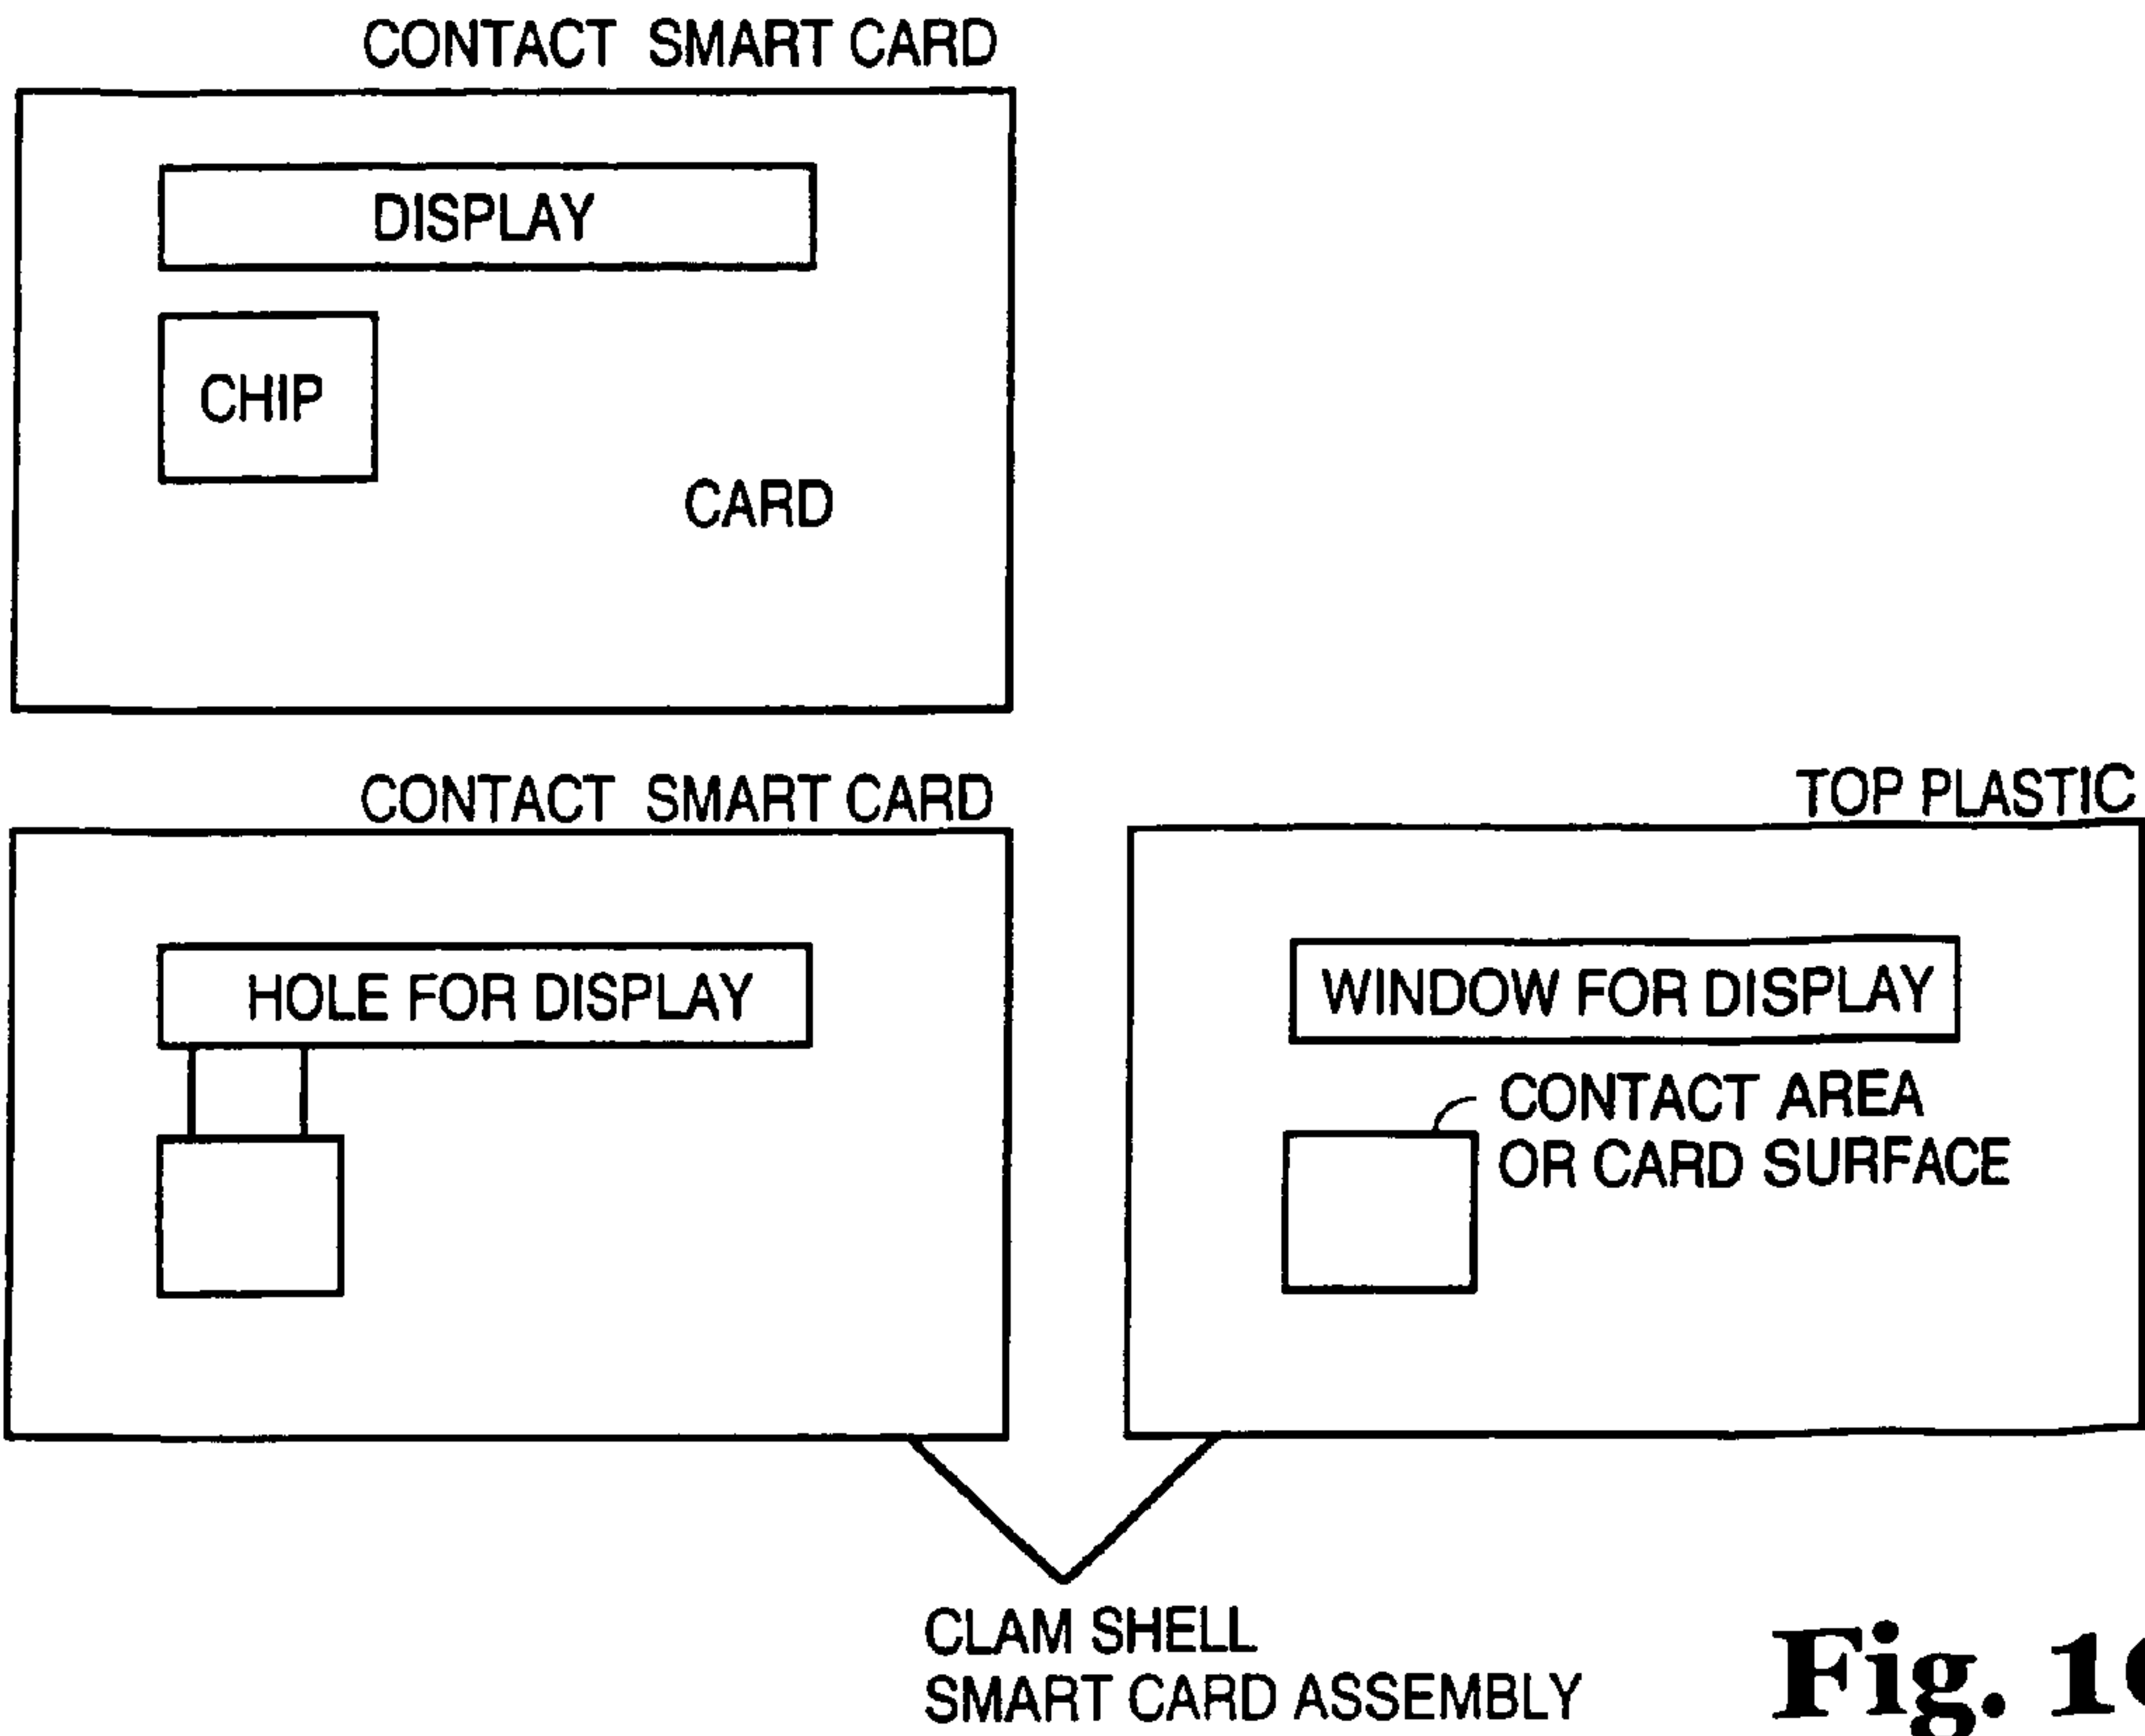 CONTACT SMART CARD
DISPLAY
CHIP
CARD
CONTACT SMART CARD
TOP PLASTIC
HOLE FOR DISPLAY
WINDOW FOR DISPLAY
CONTACT AREA
OR CARD SURFACE
CLAM SHELL
SMART CARD ASSEMBLY
Fig.